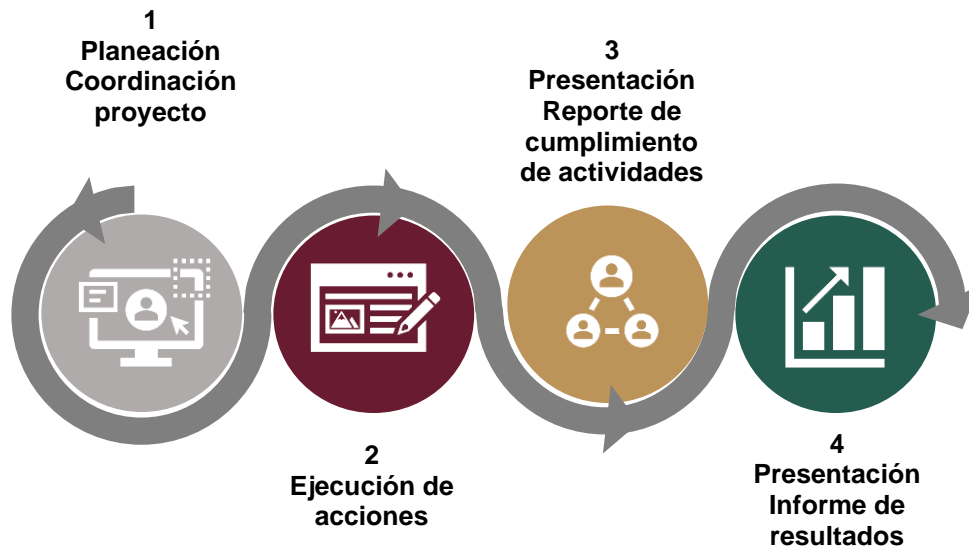 1
Planeación
Coordinación
proyecto
2
Ejecución de
acciones
3
Presentación
Reporte de
cumplimiento
de actividades
4
Presentación
Informe de
resultados